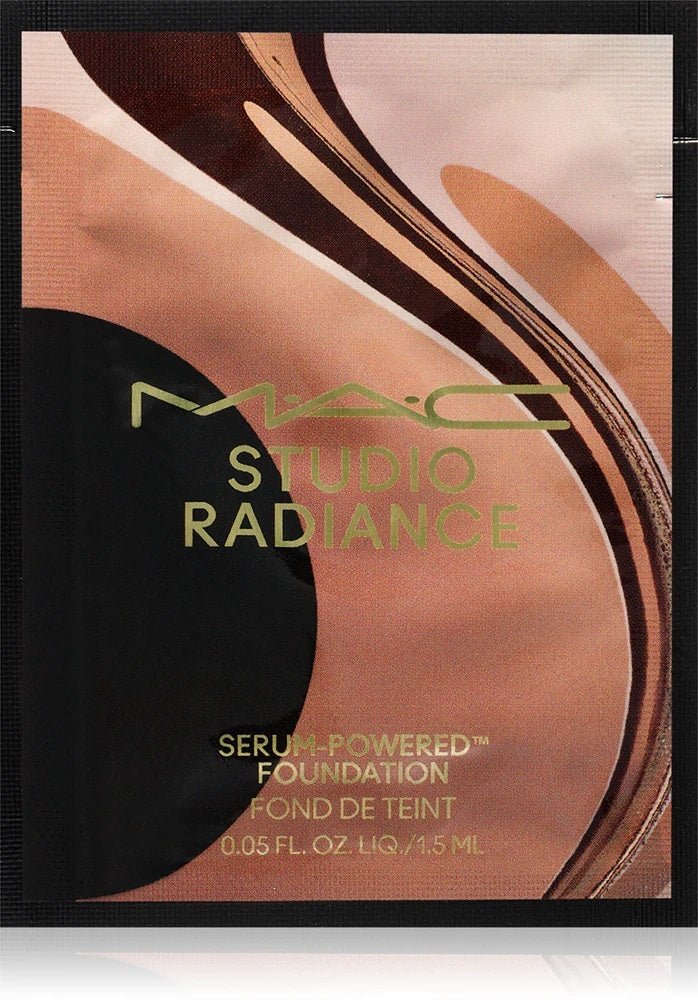 M·A·C
STUDIO
RADIANCE
SERUM-POWERED™
FOUNDATION
FOND DE TEINT
0.05 FL. OZ. LIQ./1.5 ML